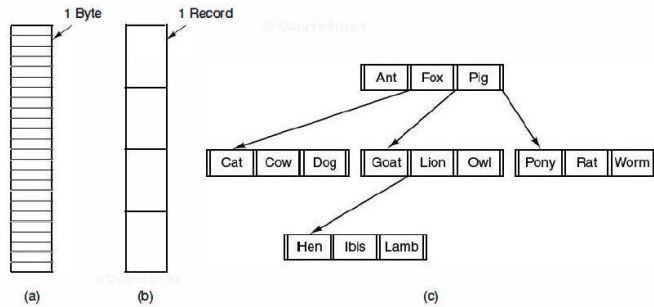 1 Byte
1 Record
Ant Fox Pig
Cat Cow Dog
Goat Lion Owl
Pony Rat Worm
Hen Ibis Lamb
(a)
(b)
(c)